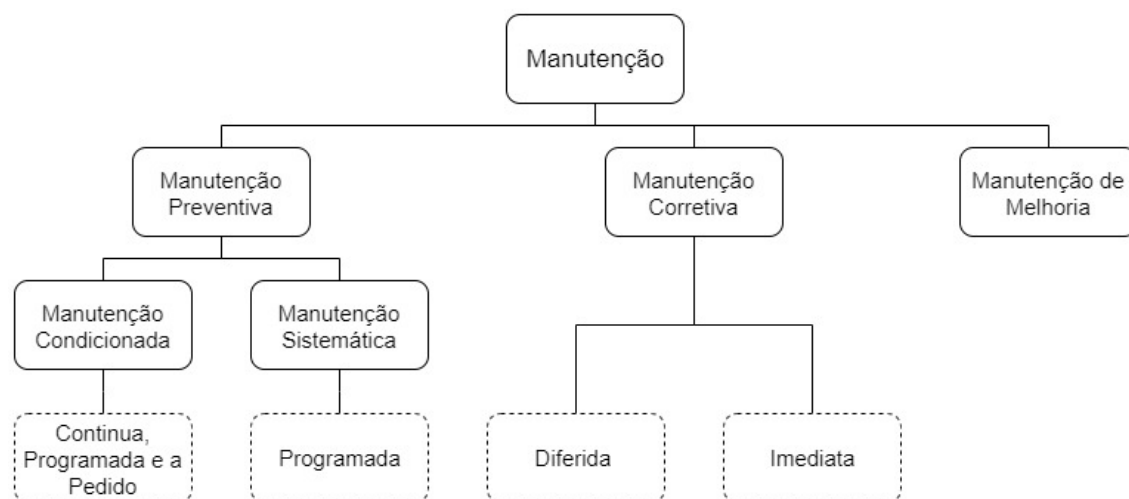 Manutenção
Manutenção
Preventiva
Manutenção
Corretiva
Manutenção de
Melhoria
Manutenção
Condicionada
Manutenção
Sistemática
Continua,
Programada e a
Pedido
Programada
Diferida
Imediata